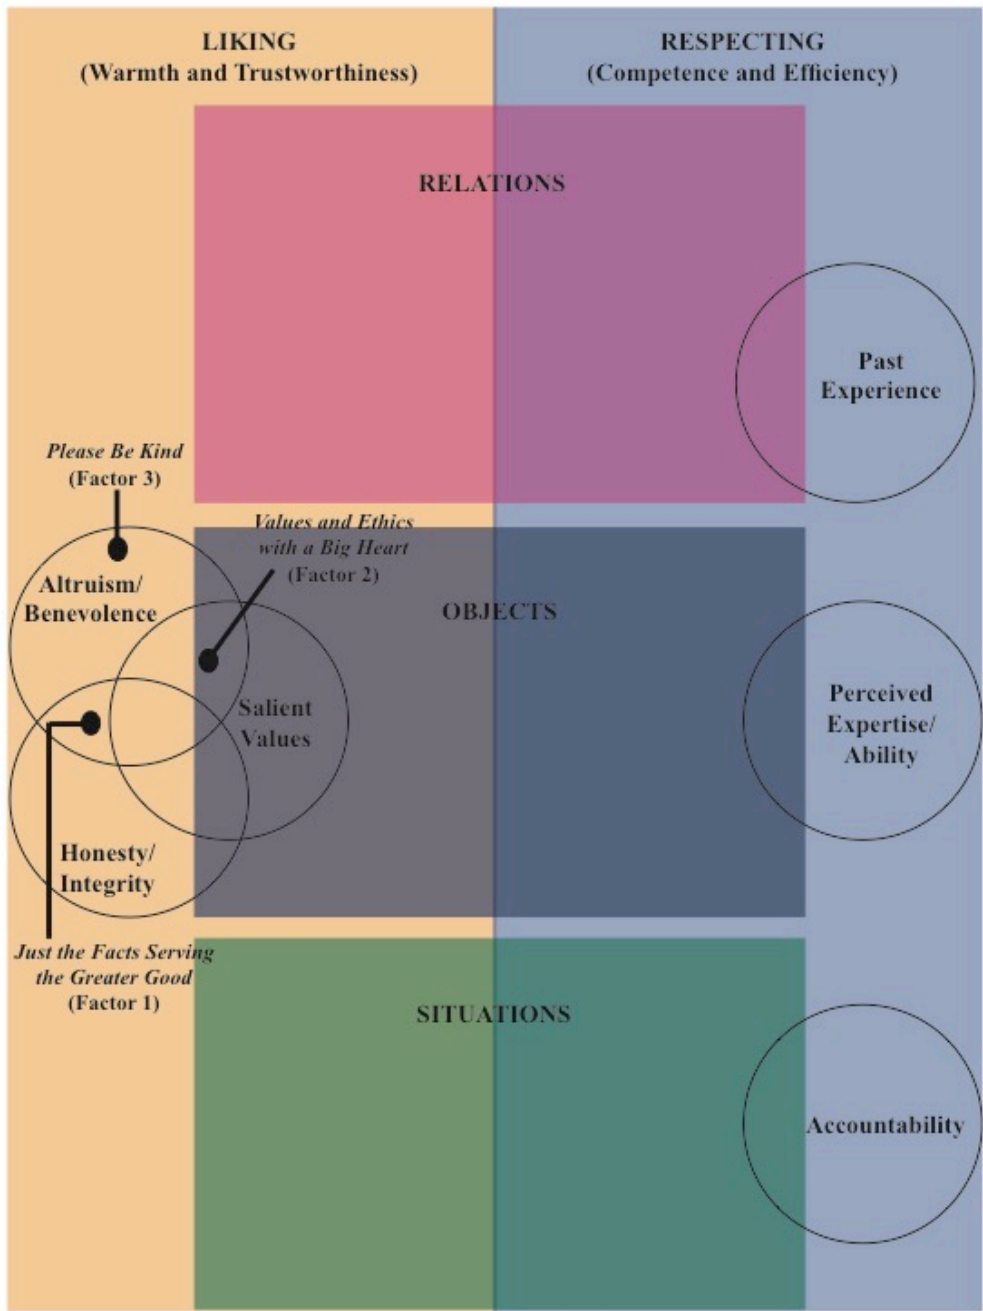 LIKING
(Warmth and Trustworthiness)
RESPECTING
(Competence and Efficiency)
RELATIONS
Past
Experience
Please Be Kind
(Factor 3)
Values and Ethics
with a Big Heart
(Factor 2)
Altruism/
Benevolence
OBJECTS
Salient
Values
Perceived
Expertise/
Ability
Honesty/
Integrity
Just the Facts Serving
the Greater Good
(Factor 1)
SITUATIONS
Accountability